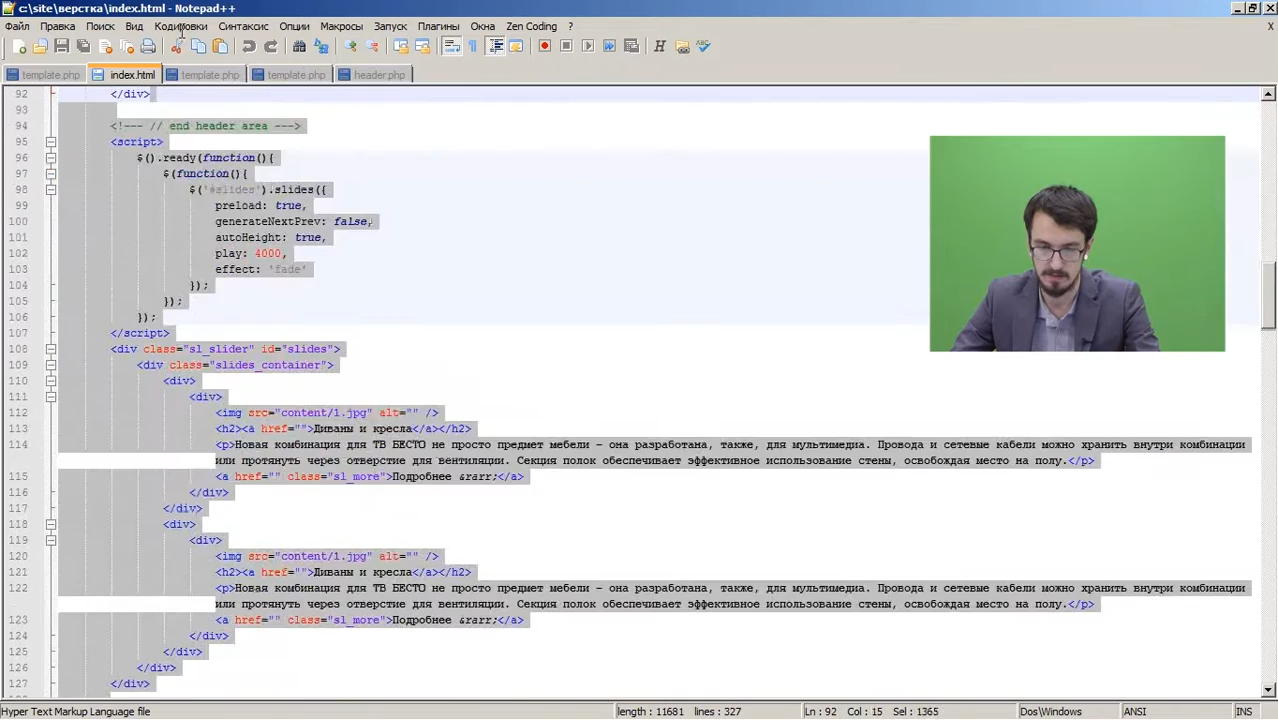 c:\site\верстка\index.html - Notepad++
Файл Правка Поиск Вид Кодировки Синтаксис Опции Макросы Запуск Плагины Окна Zen Coding ? X
template.php index.html template.php template.php header.php
92 </div>
93
94 <!--- // end header area --->
95 <script>
96 $().ready(function(){
97 $(function(){
98 $('#slides').slides({
99 preload: true,
100 generateNextPrev: false,
101 autoHeight: true,
102 play: 4000,
103 effect: 'fade'
104 });
105 });
106 });
107 </script>
108 <div class="sl_slider" id="slides">
109 <div class="slides_container">
110 <div>
111 <div>
112 <img src="content/1.jpg" alt="" />
113 <h2><a href="">Диваны и кресла</a></h2>
114 <p>Новая комбинация для ТВ БЕСТО не просто предмет мебели – она разработана, также, для мультимедиа. Провода и сетевые кабели можно хранить внутри комбинации
или протянуть через отверстие для вентиляции. Секция полок обеспечивает эффективное использование стены, освобождая место на полу.</p>
115 <a href="" class="sl_more">Подробнее &rarr;</a>
116 </div>
117 </div>
118 <div>
119 <div>
120 <img src="content/1.jpg" alt="" />
121 <h2><a href="">Диваны и кресла</a></h2>
122 <p>Новая комбинация для ТВ БЕСТО не просто предмет мебели – она разработана, также, для мультимедиа. Провода и сетевые кабели можно хранить внутри комбинации
или протянуть через отверстие для вентиляции. Секция полок обеспечивает эффективное использование стены, освобождая место на полу.</p>
123 <a href="" class="sl_more">Подробнее &rarr;</a>
124 </div>
125 </div>
126 </div>
127 </div>
Hyper Text Markup Language file length : 11681 lines : 327 Ln : 92 Col : 15 Sel : 1365 Dos\Windows ANSI INS